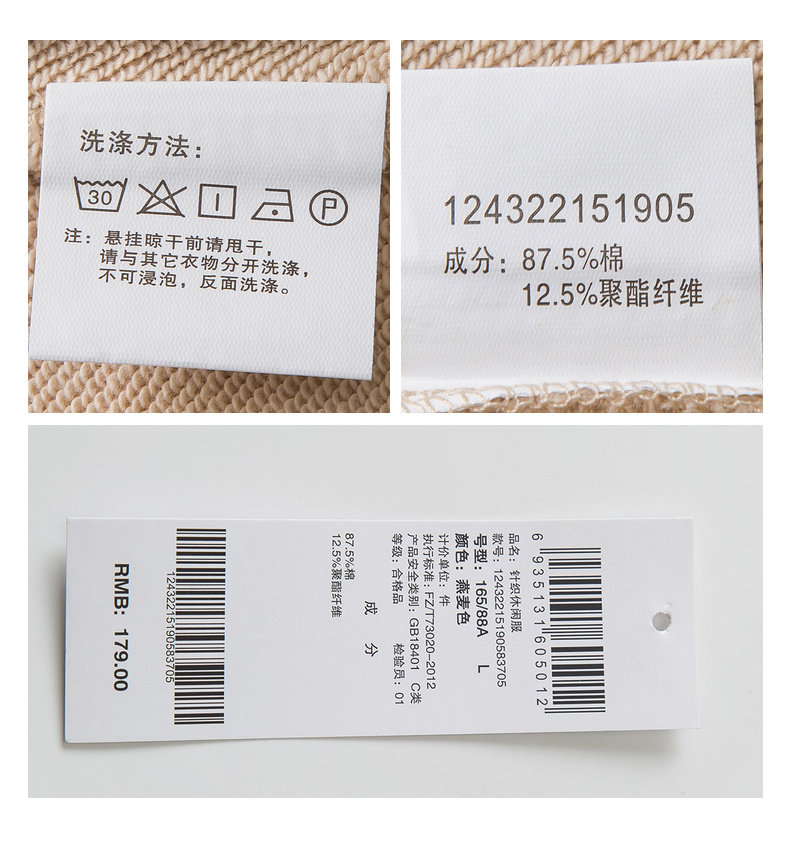 洗涤方法：
30 P
注：悬挂晾干前请甩干，
请与其它衣物分开洗涤，
不可浸泡，反面洗涤。
124322151905
成分：87.5%棉
12.5%聚酯纤维
6 935131 605012
品名：针织休闲服
款号：12432215190583705
号型：165/88A L
颜色：燕麦色
计价单位：件
执行标准：FZ/T73020-2012
产品安全类别：GB18401 C类
等级：合格品 检验员：01
成 分
87.5%棉
12.5%聚酯纤维
12432215190583705
RMB: 179.00